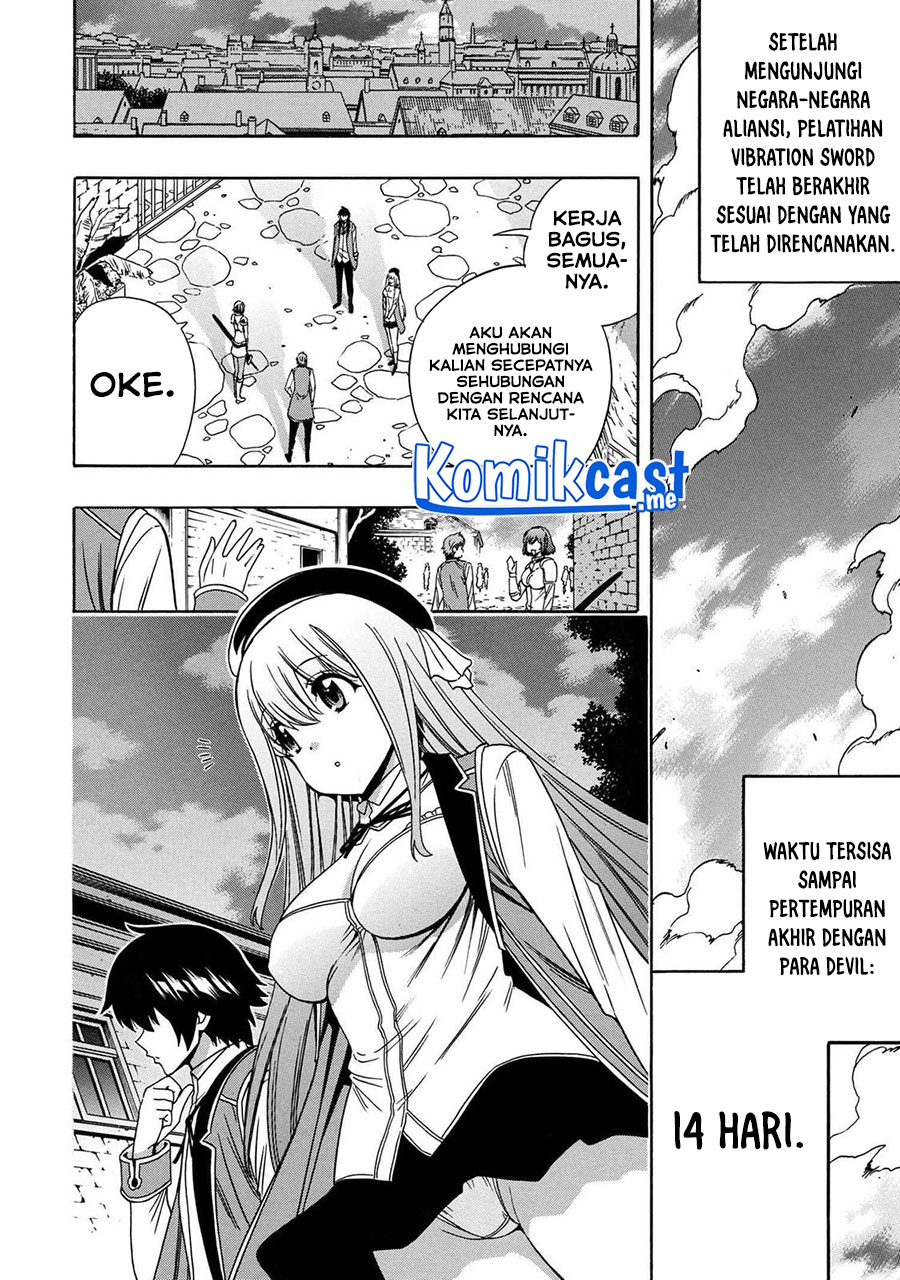 SETELAH
MENGUNJUNGI
NEGARA-NEGARA
ALIANSI, PELATIHAN
VIBRATION SWORD
TELAH BERAKHIR
SESUAI DENGAN YANG
TELAH DIRENCANAKAN.
WAKTU TERSISA
SAMPAI
PERTEMPURAN
AKHIR DENGAN
PARA DEVIL:
14 HARI.
KERJA
BAGUS,
SEMUA-
NYA.
AKU AKAN
MENGHUBUNGI
KALIAN SECEPATNYA
SEHUBUNGAN
DENGAN RENCANA
KITA SELANJUT-
NYA.
OKE.
Komikcast
.me